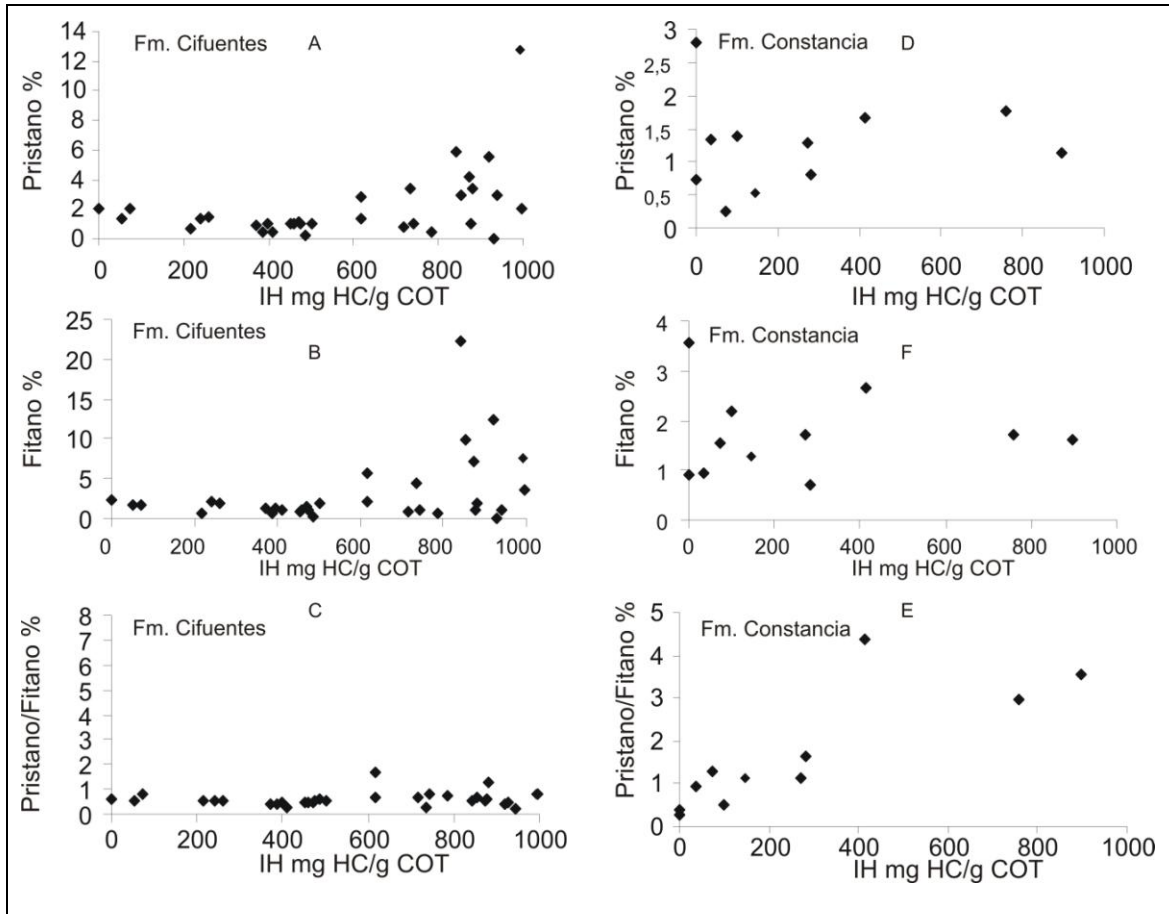 Fm. Cifuentes A
Pristano %
14
12
10
8
6
4
2
0
0 200 400 600 800 1000
IH mg HC/g COT
Fm. Constancia D
Pristano %
3
2,5
2
1,5
1
0,5
0
0 200 400 600 800 1000
IH mg HC/g COT
Fm. Cifuentes
B
Fitano %
25
20
15
10
5
0
0 200 400 600 800 1000
IH mg HC/g COT
Fm. Constancia
F
Fitano %
4
3
2
1
0
0 200 400 600 800 1000
IH mg HC/g COT
C
Fm. Cifuentes
Pristano/Fitano %
8
7
6
5
4
3
2
1
0
0 200 400 600 800 1000
IH mg HC/g COT
E
Fm. Constancia
Pristano/Fitano %
5
4
3
2
1
0
0 200 400 600 800 1000
IH mg HC/g COT